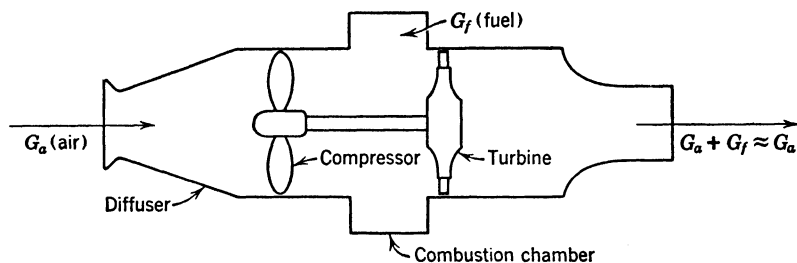 G_f (fuel)
G_a (air)
Compressor
Turbine
G_a + G_f ≈ G_a
Diffuser
Combustion chamber